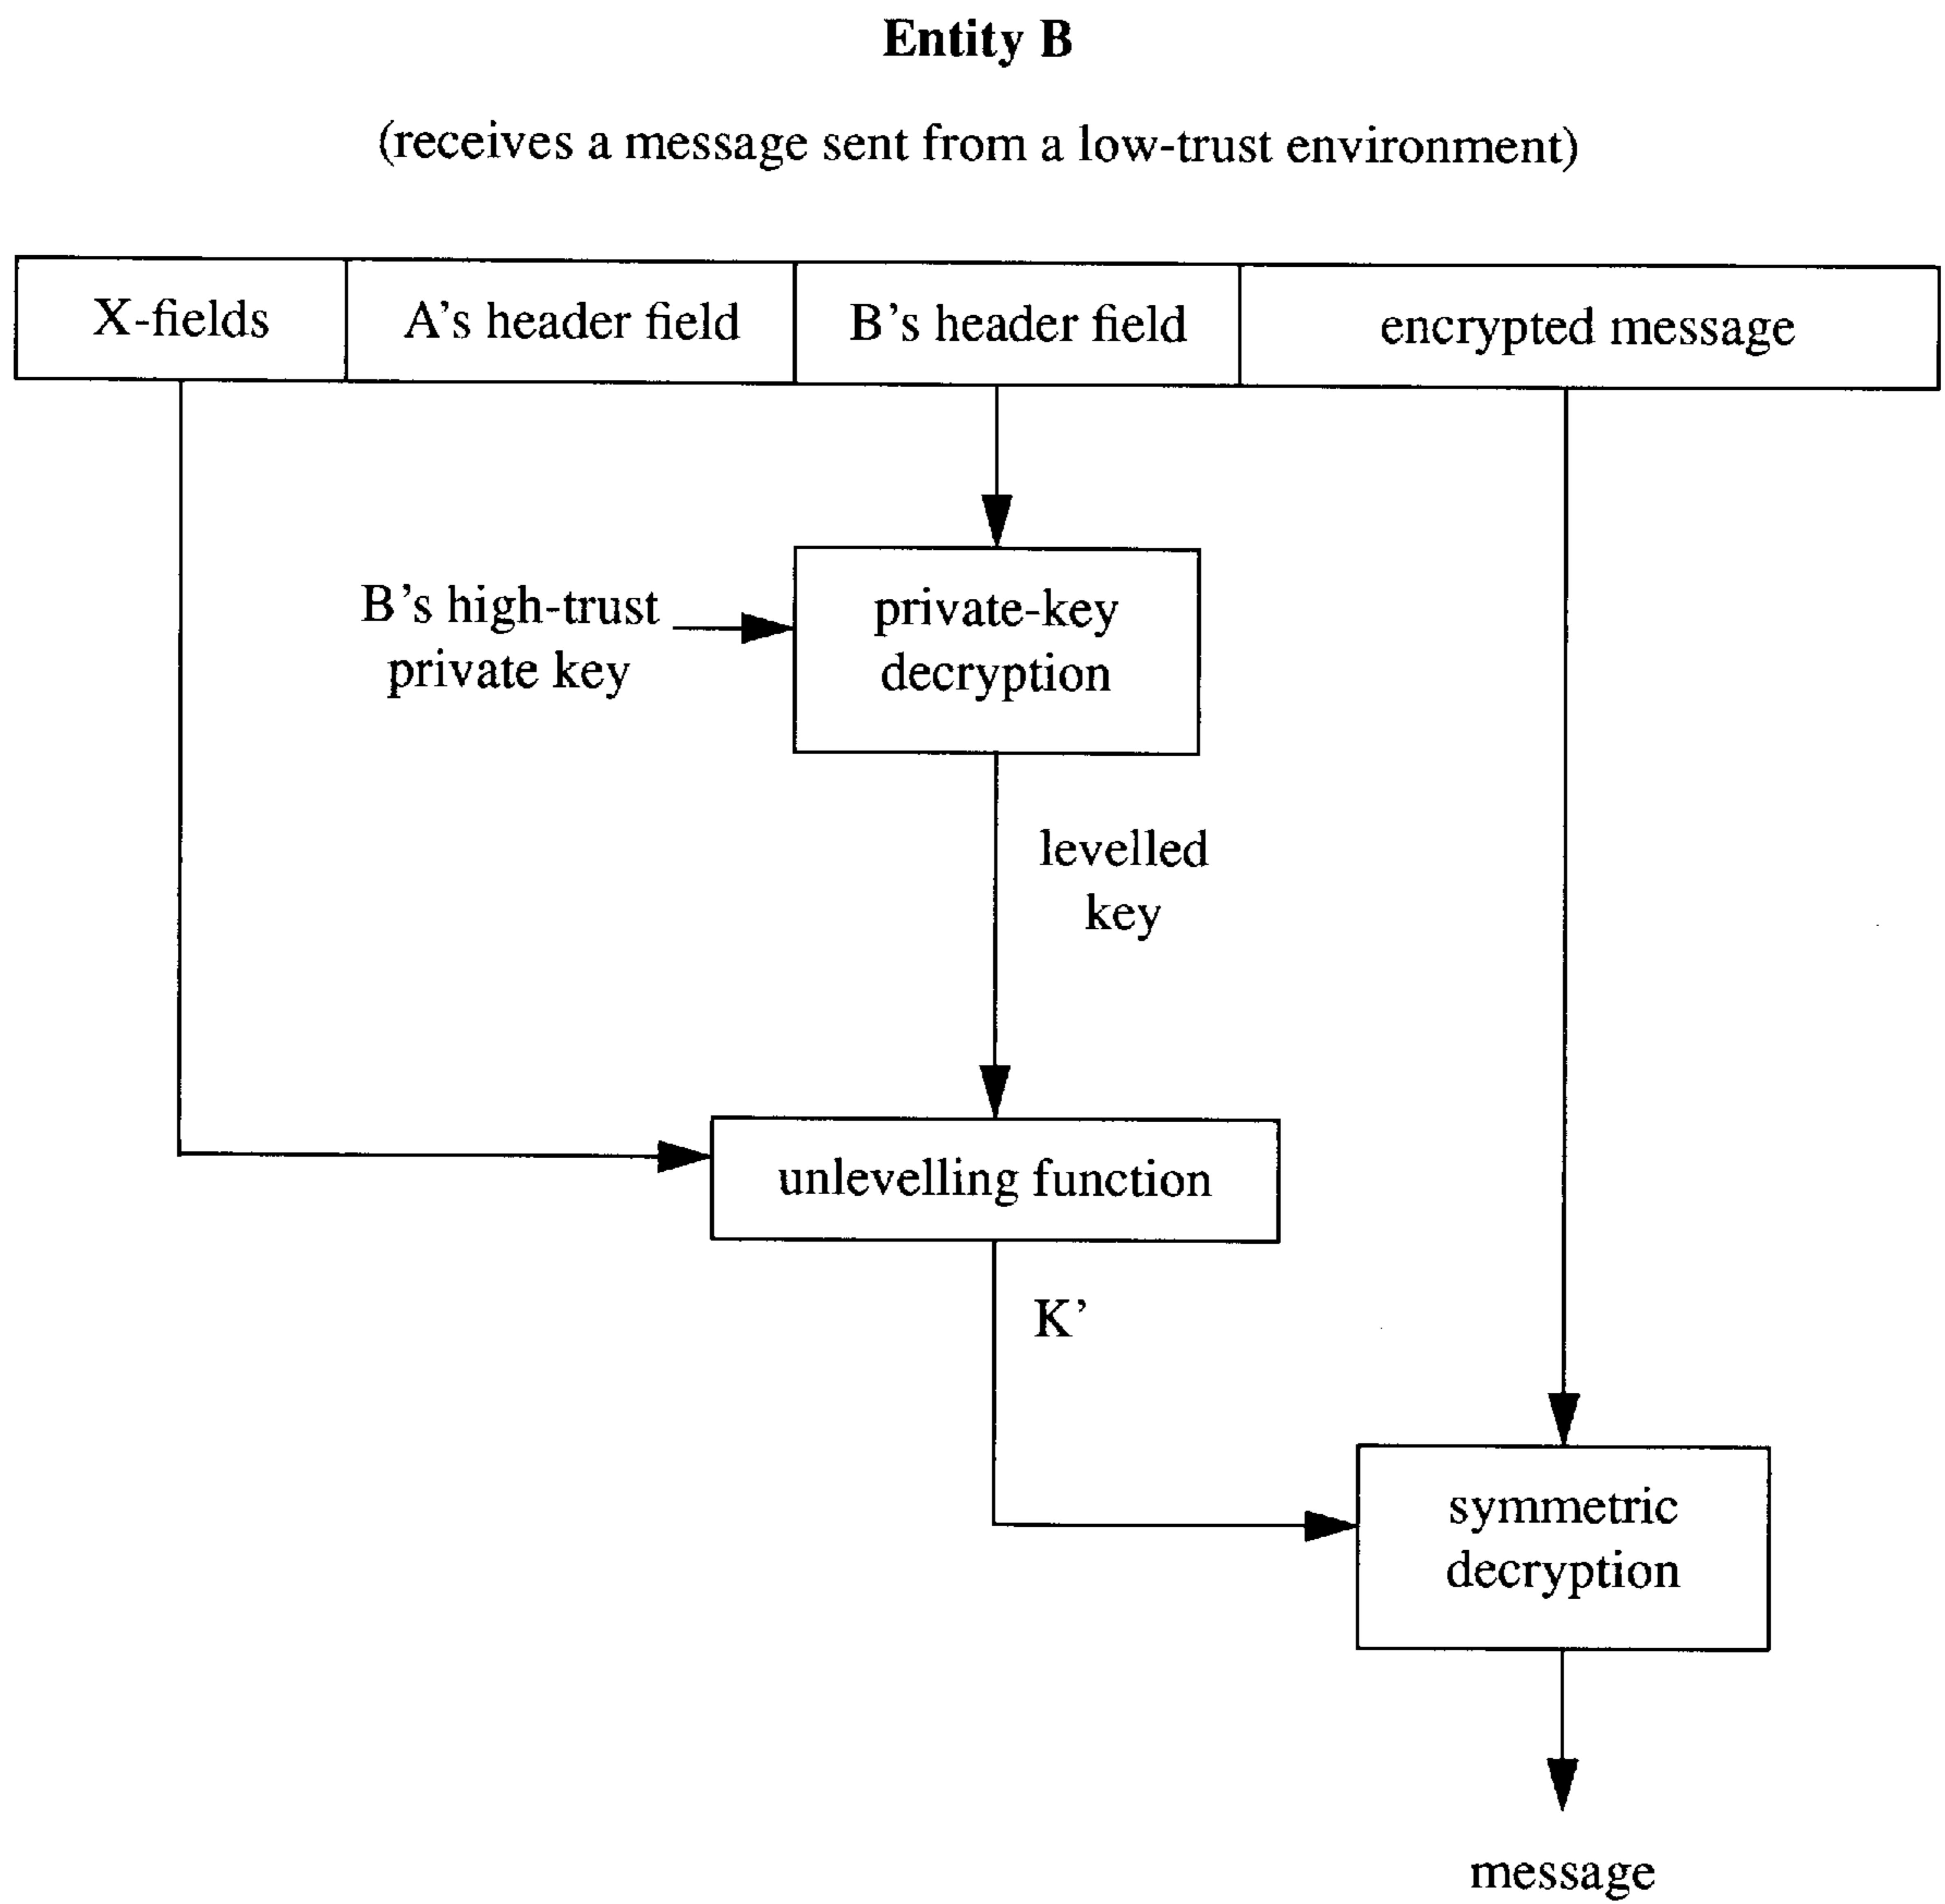 Entity B
(receives a message sent from a low-trust environment)
X-fields
A's header field
B's header field
encrypted message
B's high-trust
private key
private-key
decryption
levelled
key
unlevelling function
K'
symmetric
decryption
message